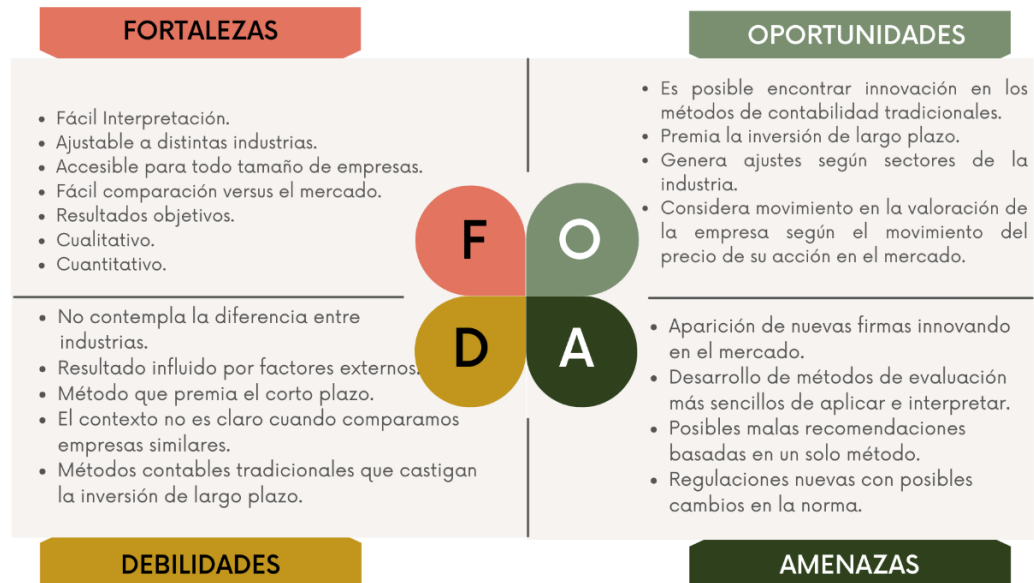 FORTALEZAS
• Fácil Interpretación.
• Ajustable a distintas industrias.
• Accesible para todo tamaño de empresas.
• Fácil comparación versus el mercado.
• Resultados objetivos.
• Cualitativo.
• Cuantitativo.
OPORTUNIDADES
• Es posible encontrar innovación en los
métodos de contabilidad tradicionales.
• Premia la inversión de largo plazo.
• Genera ajustes según sectores de la
industria.
• Considera movimiento en la valoración de
la empresa según el movimiento del
precio de su acción en el mercado.
F
O
D
A
• No contempla la diferencia entre
industrias.
• Resultado influido por factores externos.
• Método que premia el corto plazo.
• El contexto no es claro cuando comparamos
empresas similares.
• Métodos contables tradicionales que castigan
la inversión de largo plazo.
DEBILIDADES
• Aparición de nuevas firmas innovando
en el mercado.
• Desarrollo de métodos de evaluación
más sencillos de aplicar e interpretar.
• Posibles malas recomendaciones
basadas en un solo método.
• Regulaciones nuevas con posibles
cambios en la norma.
AMENAZAS